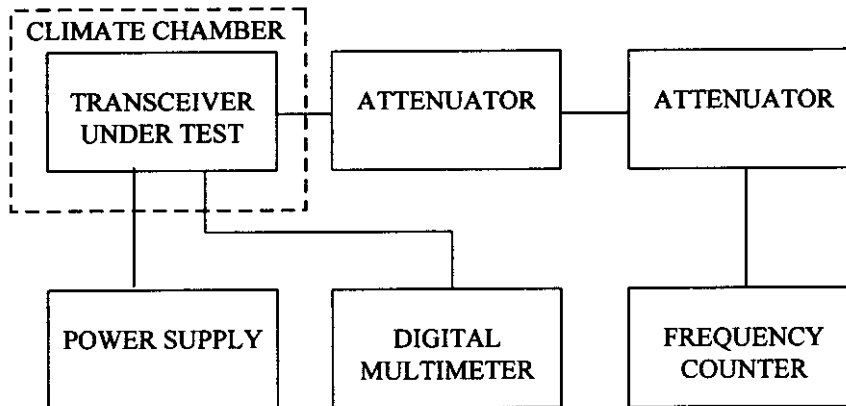 CLIMATE CHAMBER
TRANSCEIVER
UNDER TEST
ATTENUATOR
ATTENUATOR
POWER SUPPLY
DIGITAL
MULTIMETER
FREQUENCY
COUNTER